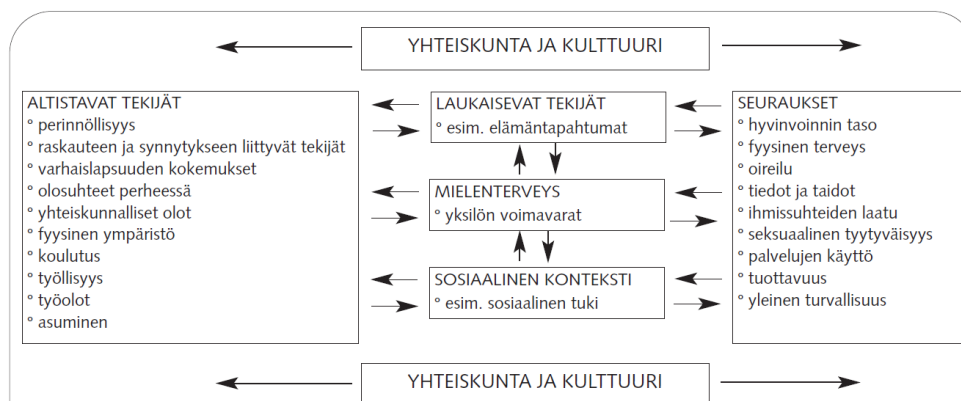 YHTEISKUNTA JA KULTTUURI
ALTISTAVAT TEKIJÄT
° perinnöllisyys
° raskauteen ja synnytykseen liittyvät tekijät
° varhaislapsuuden kokemukset
° olosuhteet perheessä
° yhteiskunnalliset olot
° fyysinen ympäristö
° koulutus
° työllisyys
° työolot
° asuminen
LAUKAISEVAT TEKIJÄT
° esim. elämäntapahtumat
MIELENTERVEYS
° yksilön voimavarat
SOSIAALINEN KONTEKSTI
° esim. sosiaalinen tuki
SEURAUKSET
° hyvinvoinnin taso
° fyysinen terveys
° oireilu
° tiedot ja taidot
° ihmissuhteiden laatu
° seksuaalinen tyytyväisyys
° palvelujen käyttö
° tuottavuus
° yleinen turvallisuus
YHTEISKUNTA JA KULTTUURI